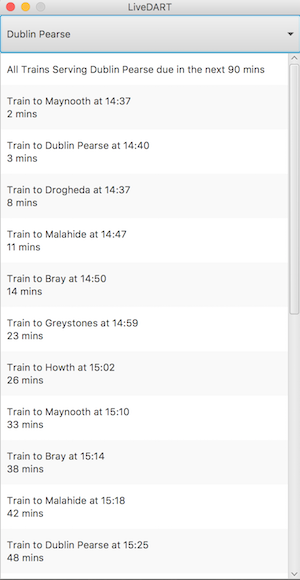 LiveDART
Dublin Pearse
All Trains Serving Dublin Pearse due in the next 90 mins
Train to Maynooth at 14:37
2 mins
Train to Dublin Pearse at 14:40
3 mins
Train to Drogheda at 14:37
8 mins
Train to Malahide at 14:47
11 mins
Train to Bray at 14:50
14 mins
Train to Greystones at 14:59
23 mins
Train to Howth at 15:02
26 mins
Train to Maynooth at 15:10
33 mins
Train to Bray at 15:14
38 mins
Train to Malahide at 15:18
42 mins
Train to Dublin Pearse at 15:25
48 mins